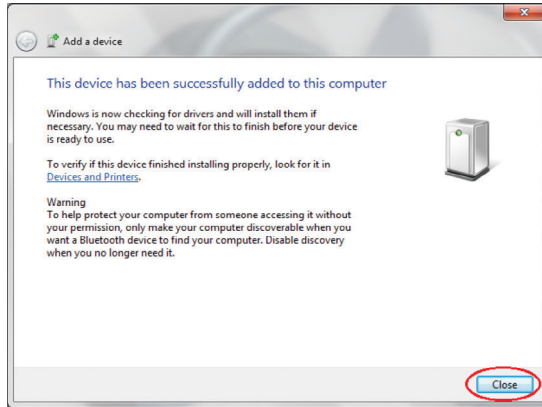 Add a device
This device has been successfully added to this computer
Windows is now checking for drivers and will install them if
necessary. You may need to wait for this to finish before your device
is ready to use.
To verify if this device finished installing properly, look for it in
Devices and Printers.
Warning
To help protect your computer from someone accessing it without
your permission, only make your computer discoverable when you
want a Bluetooth device to find your computer. Disable discovery
when you no longer need it.
Close